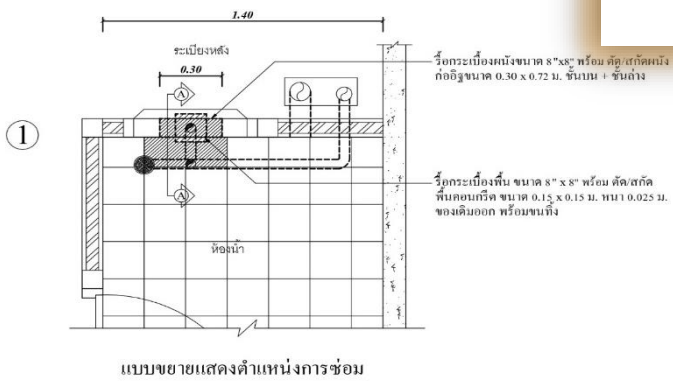 1.40
ระเบียงหลัง
0.30
รื้อกระเบื้องผนังขนาด 8"x8" พร้อม ตัด/สกัดผนัง
ก่ออิฐขนาด 0.30 x 0.72 ม. ชั้นบน + ชั้นล่าง
A
1
รื้อกระเบื้องพื้น ขนาด 8" x 8" พร้อม ตัด/สกัด
พื้นคอนกรีต ขนาด 0.15 x 0.15 ม. หนา 0.025 ม.
ของเดิมออก พร้อมขนทิ้ง
A
ห้องน้ำ
แบบขยายแสดงตำแหน่งการซ่อม